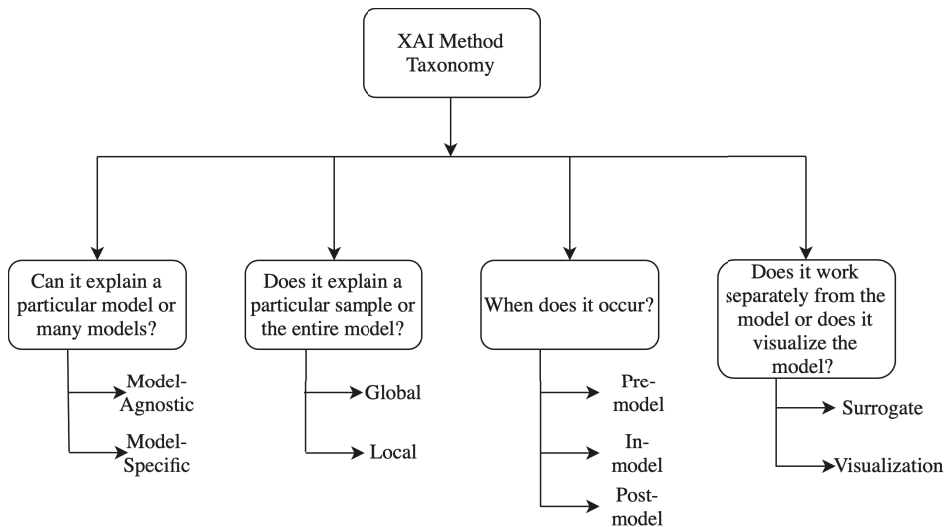 XAI Method
Taxonomy
Can it explain a
particular model or
many models?
Model-
Agnostic
Model-
Specific
Does it explain a
particular sample or
the entire model?
Global
Local
When does it occur?
Pre-
model
In-
model
Post-
model
Does it work
separately from the
model or does it
visualize the
model?
Surrogate
Visualization